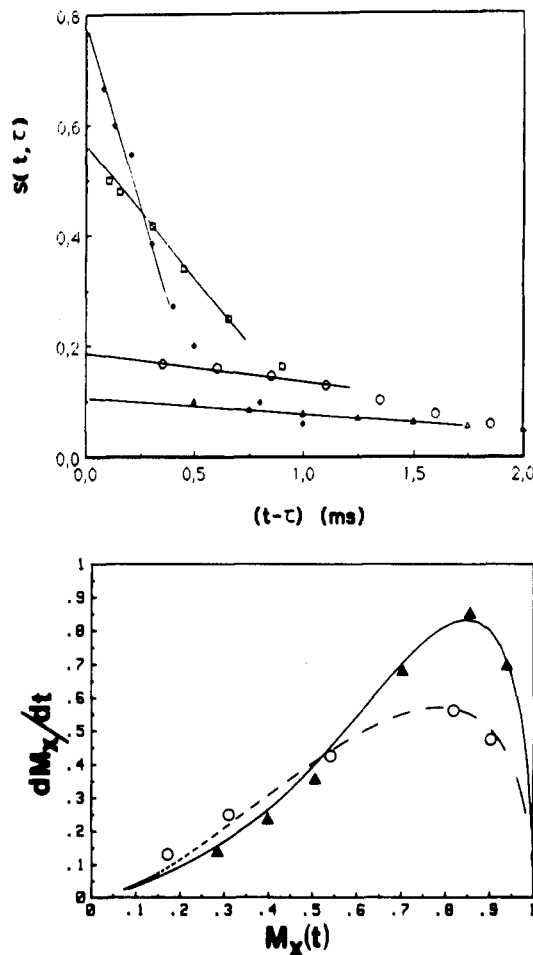 0,8
0,6
0,4
0,2
0,0
S(t, τ)
0,0 0,5 1,0 1,5 2,0
(t-τ) (ms)
1
.9
.8
.7
.6
.5
.4
.3
.2
.1
0
dMx/dt
0 .1 .2 .3 .4 .5 .6 .7 .8 .9 1
Mx(t)